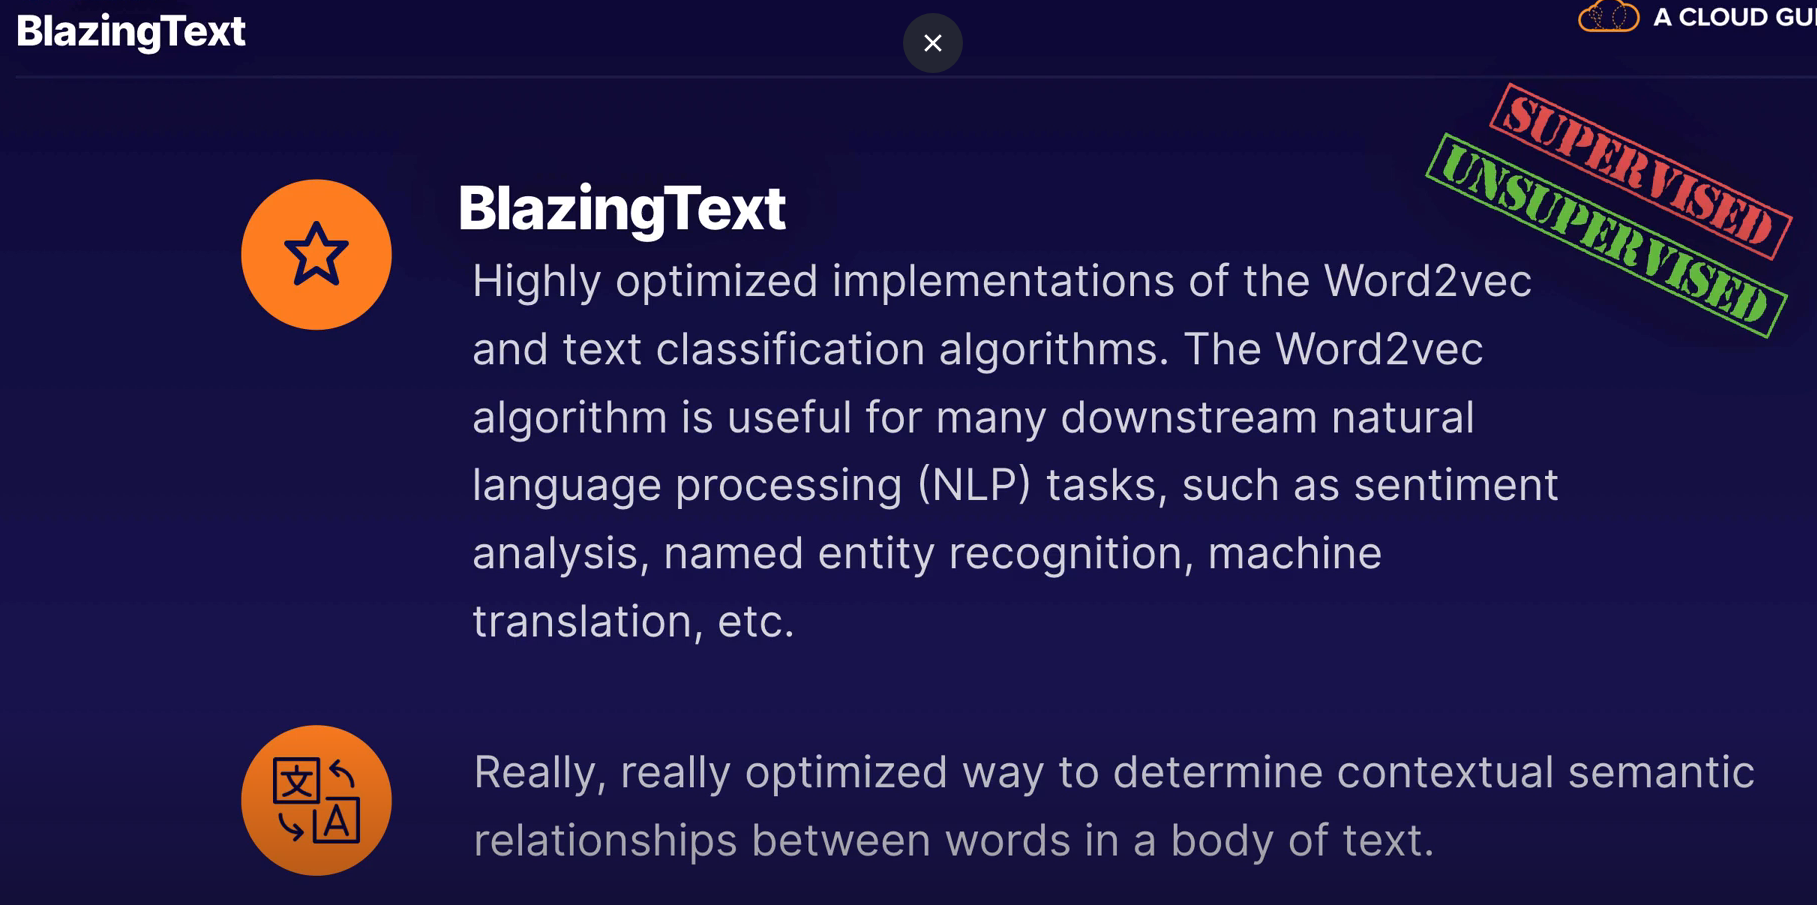 BlazingText
A CLOUD
SUPERVISED
UNSUPERVISED
BlazingText
Highly optimized implementations of the Word2vec
and text classification algorithms. The Word2vec
algorithm is useful for many downstream natural
language processing (NLP) tasks, such as sentiment
analysis, named entity recognition, machine
translation, etc.
文
A
Really, really optimized way to determine contextual semantic
relationships between words in a body of text.